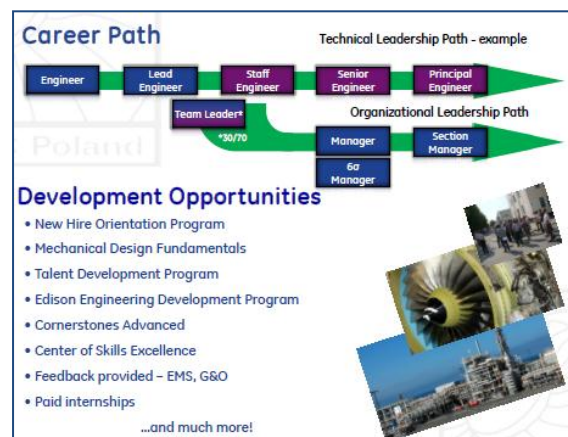 Career Path
Technical Leadership Path - example
Engineer
Lead
Engineer
Staff
Engineer
Senior
Engineer
Principal
Engineer
Team Leader*
*30/70
Organizational Leadership Path
Manager
Section
Manager
6σ
Manager
Poland
Development Opportunities
• New Hire Orientation Program
• Mechanical Design Fundamentals
• Talent Development Program
• Edison Engineering Development Program
• Cornerstones Advanced
• Center of Skills Excellence
• Feedback provided – EMS, G&O
• Paid internships
...and much more!